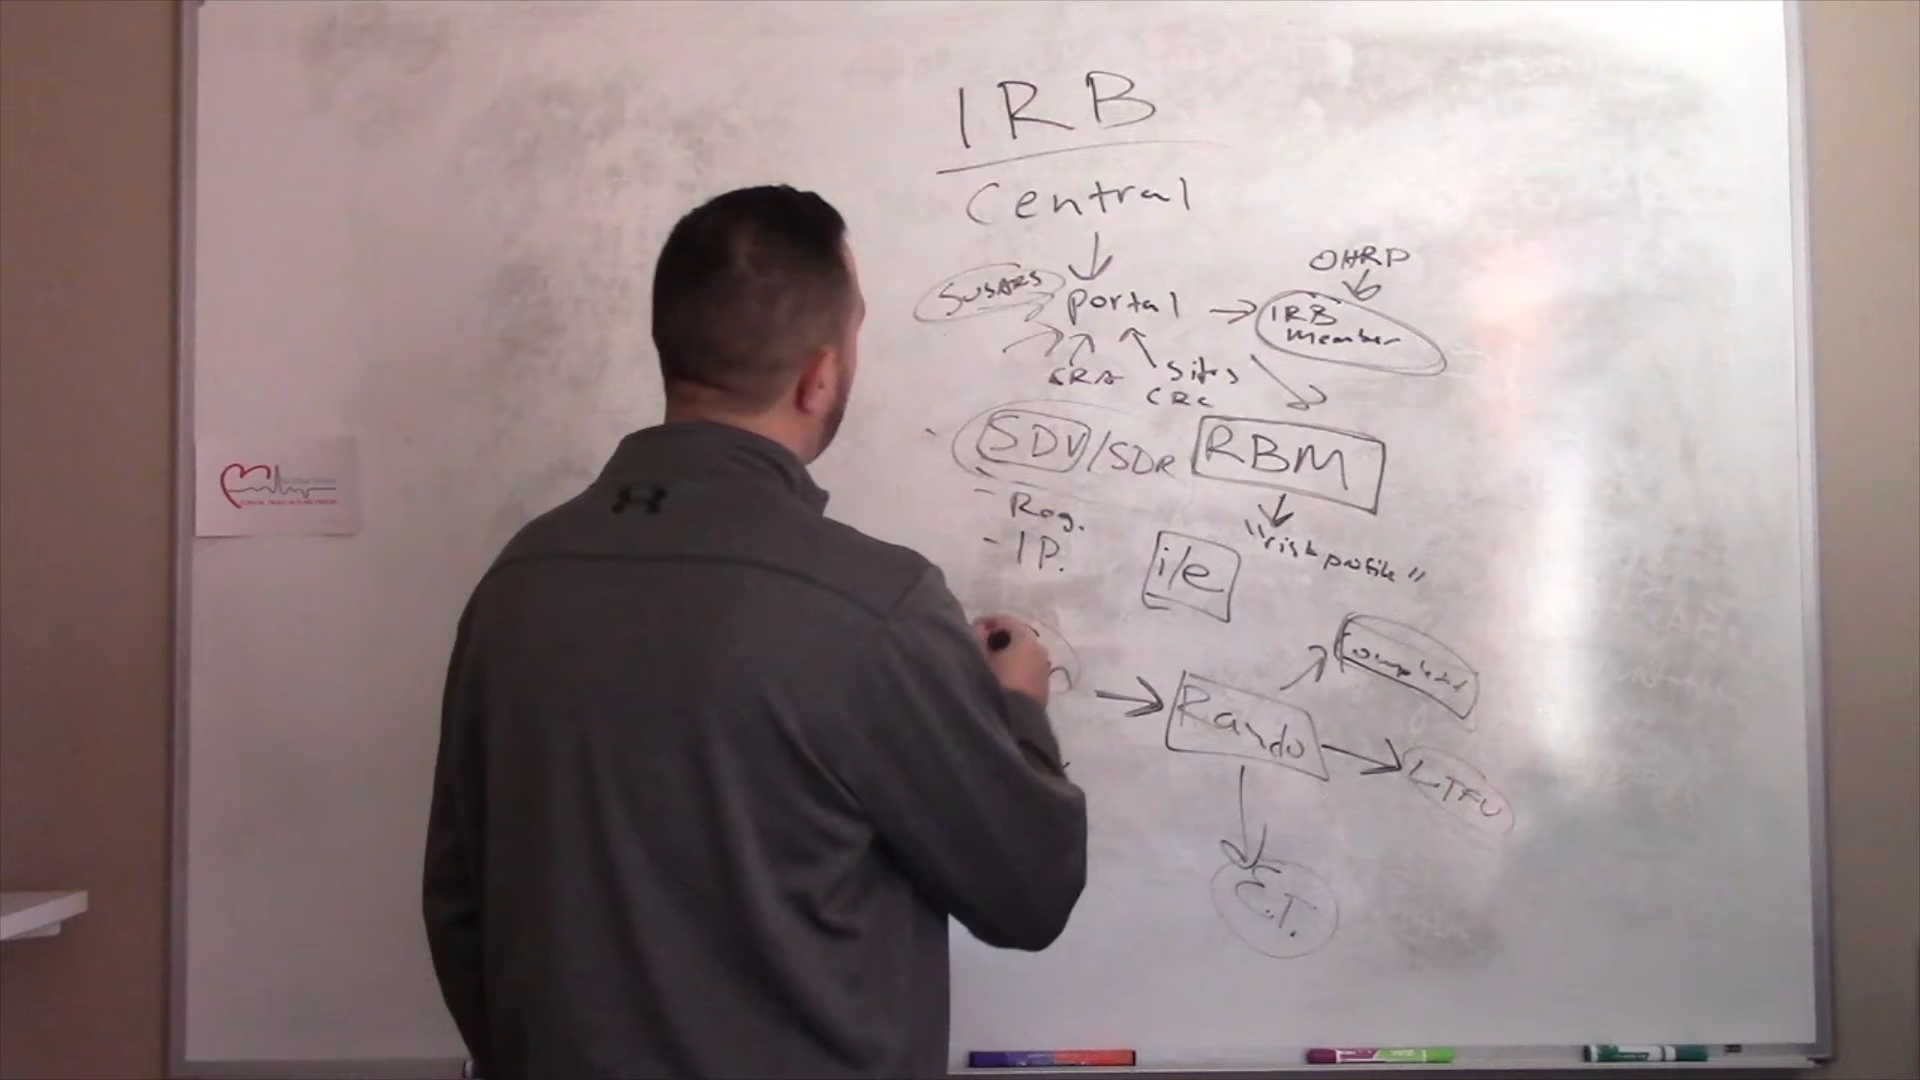 IRB
Central
OHRP
SUSARS
portal
IRB
Member
CRA
Sites
CRC
SDV/SDR
RBM
- Reg.
- IP.
"risk profile"
i/e
Completed
Rando
LTFU
E.T.